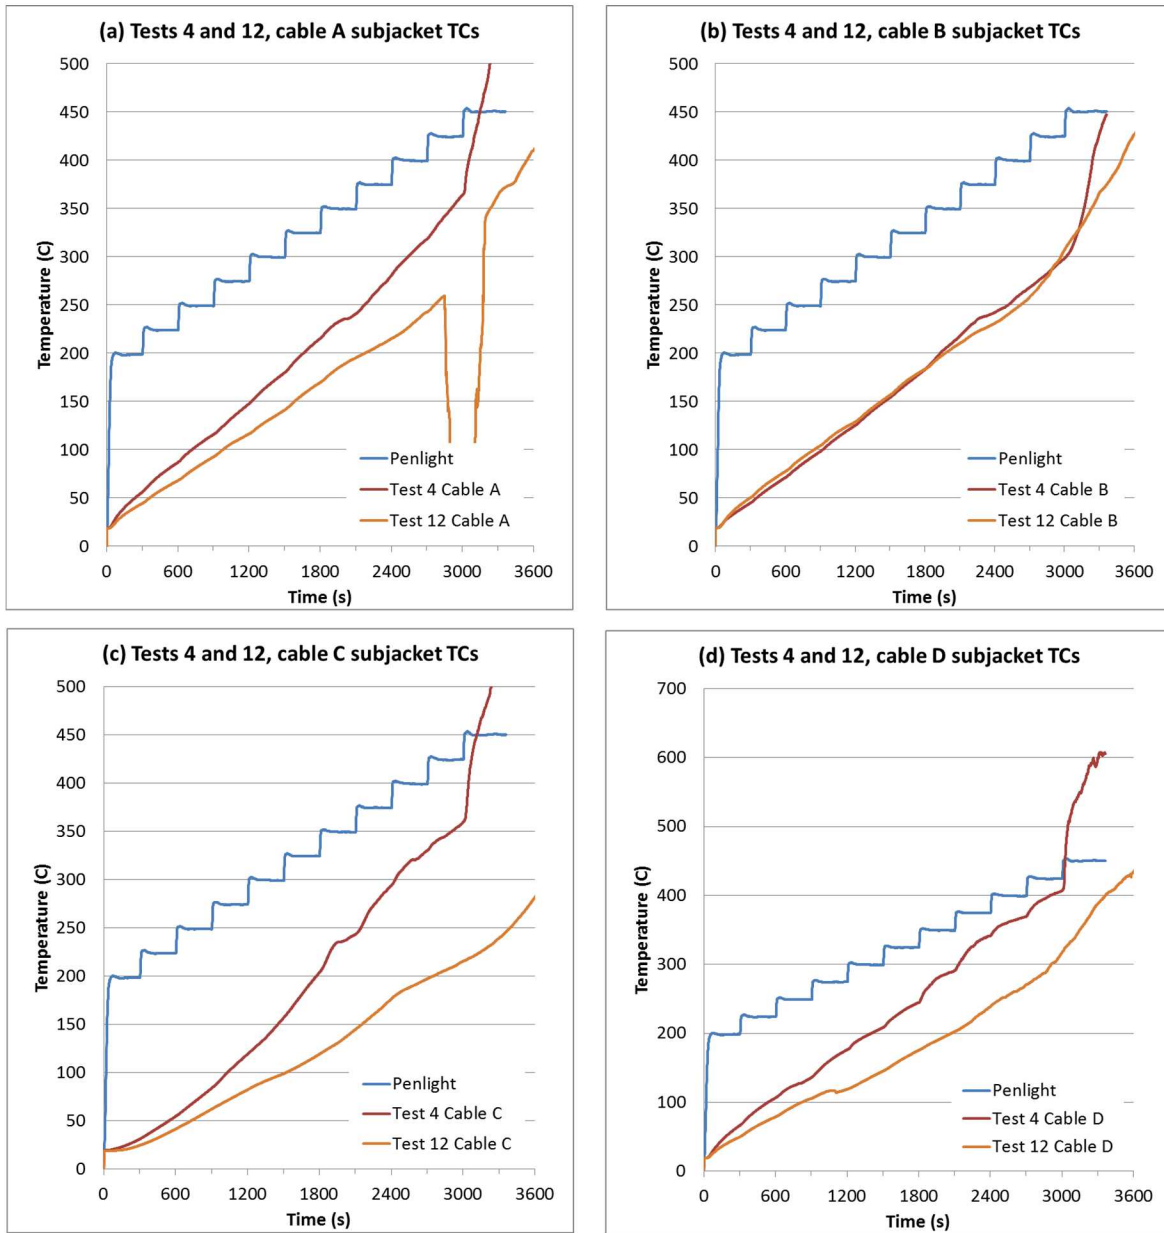 (a) Tests 4 and 12, cable A subjacket TCs
500
450
400
350
300
250
200
150
100
50
0
Temperature (C)
Penlight
Test 4 Cable A
Test 12 Cable A
0 600 1200 1800 2400 3000 3600
Time (s)
(b) Tests 4 and 12, cable B subjacket TCs
500
450
400
350
300
250
200
150
100
50
0
Temperature (C)
Penlight
Test 4 Cable B
Test 12 Cable B
0 600 1200 1800 2400 3000 3600
Time (s)
(c) Tests 4 and 12, cable C subjacket TCs
500
450
400
350
300
250
200
150
100
50
0
Temperature (C)
Penlight
Test 4 Cable C
Test 12 Cable C
0 600 1200 1800 2400 3000 3600
Time (s)
(d) Tests 4 and 12, cable D subjacket TCs
700
600
500
400
300
200
100
0
Temperature (C)
Penlight
Test 4 Cable D
Test 12 Cable D
0 600 1200 1800 2400 3000 3600
Time (s)